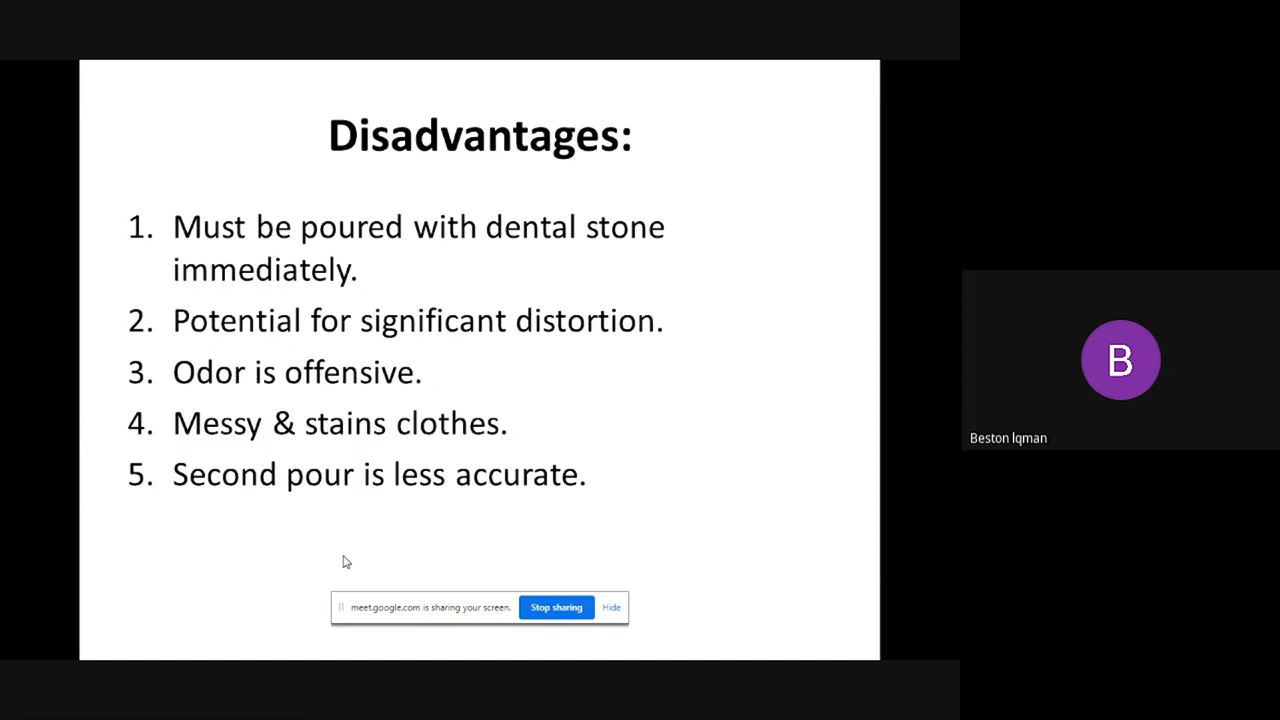 Disadvantages:
1. Must be poured with dental stone
immediately.
2. Potential for significant distortion.
3. Odor is offensive.
4. Messy & stains clothes.
5. Second pour is less accurate.
meet.google.com is sharing your screen. Stop sharing Hide
B
Beston lqman